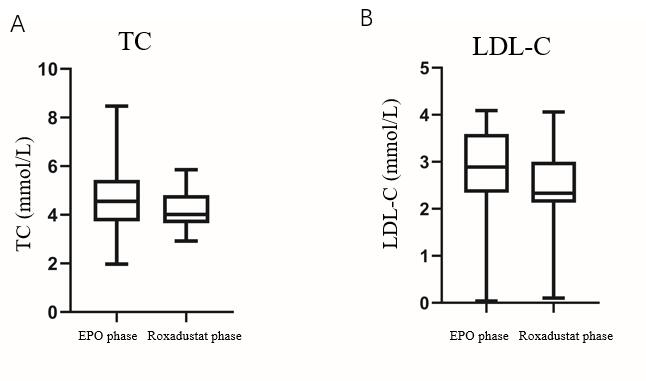 A
TC
TC (mmol/L)
10
8
6
4
2
0
EPO phase
Roxadustat phase
B
LDL-C
LDL-C (mmol/L)
5
4
3
2
1
0
EPO phase
Roxadustat phase